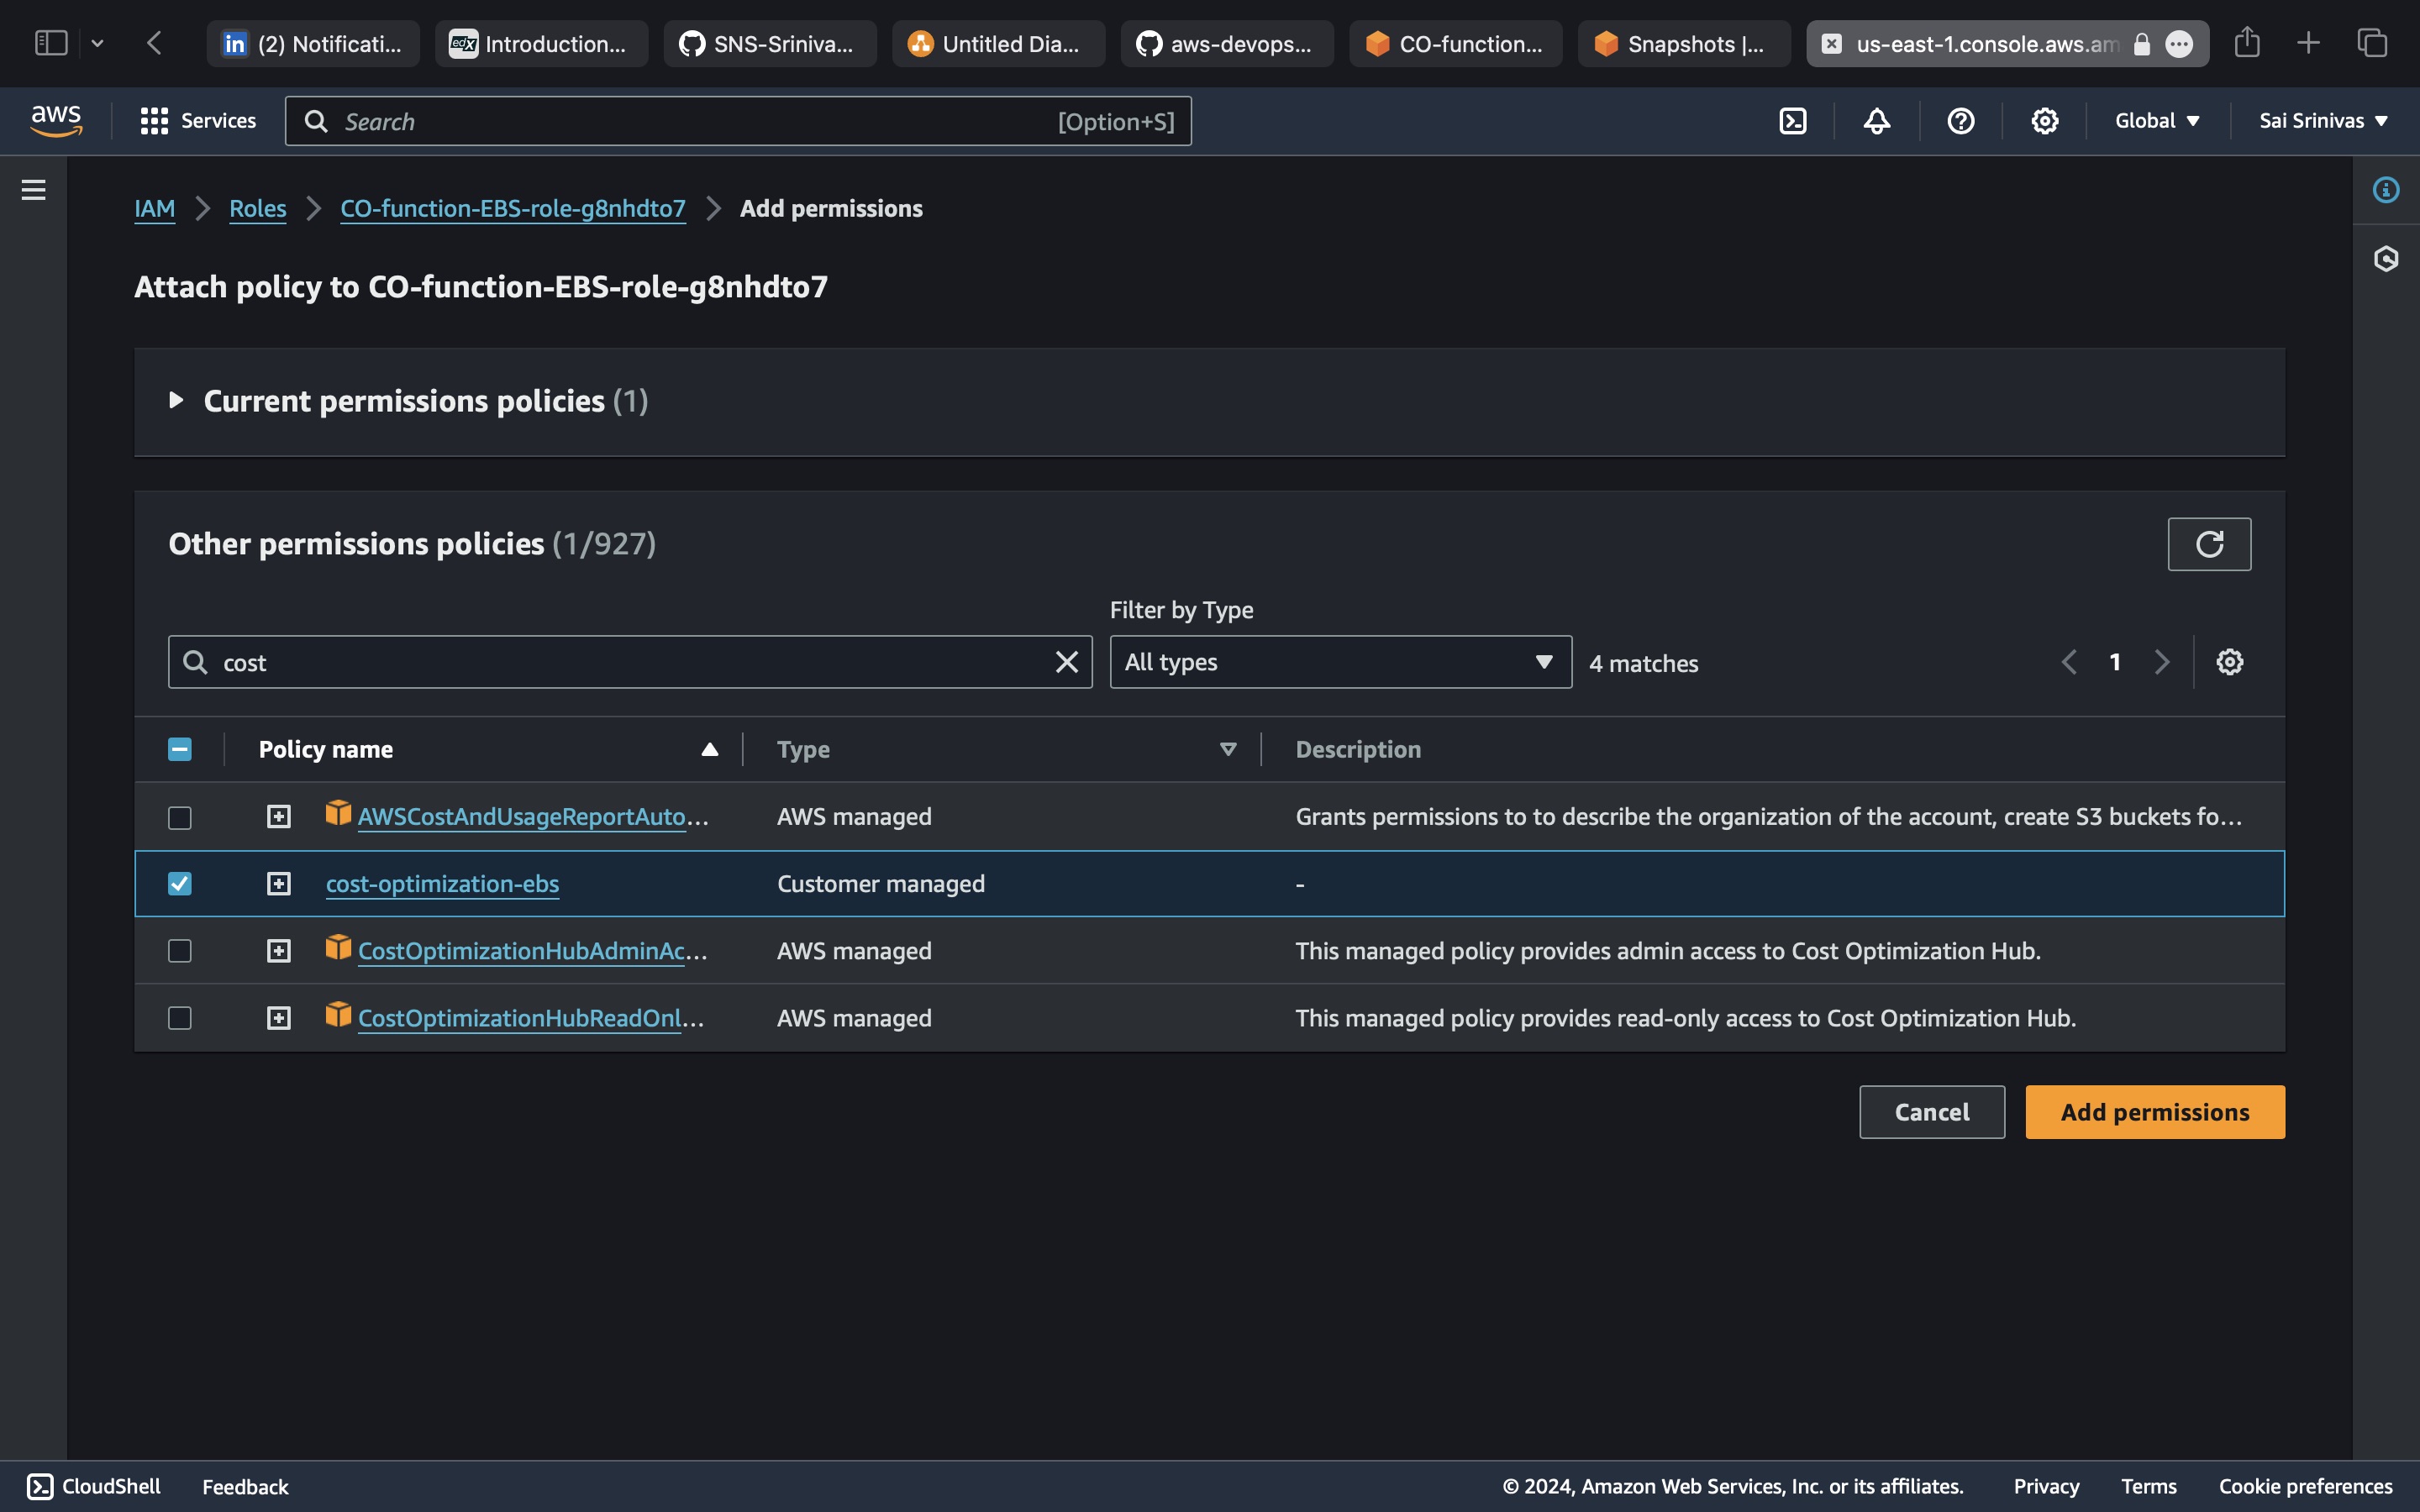 (2) Notificati...
edX Introduction...
SNS-Sriniva...
Untitled Dia...
aws-devops...
CO-function...
Snapshots |...
us-east-1.console.aws.am
aws
Services
Search
[Option+S]
Global
Sai Srinivas
IAM > Roles > CO-function-EBS-role-g8nhdto7 > Add permissions
Attach policy to CO-function-EBS-role-g8nhdto7
Current permissions policies (1)
Other permissions policies (1/927)
Filter by Type
cost
All types
4 matches
1
Policy name Type Description
AWSCostAndUsageReportAuto... AWS managed Grants permissions to to describe the organization of the account, create S3 buckets fo...
cost-optimization-ebs Customer managed -
CostOptimizationHubAdminAc... AWS managed This managed policy provides admin access to Cost Optimization Hub.
CostOptimizationHubReadOnl... AWS managed This managed policy provides read-only access to Cost Optimization Hub.
Cancel
Add permissions
CloudShell Feedback © 2024, Amazon Web Services, Inc. or its affiliates. Privacy Terms Cookie preferences